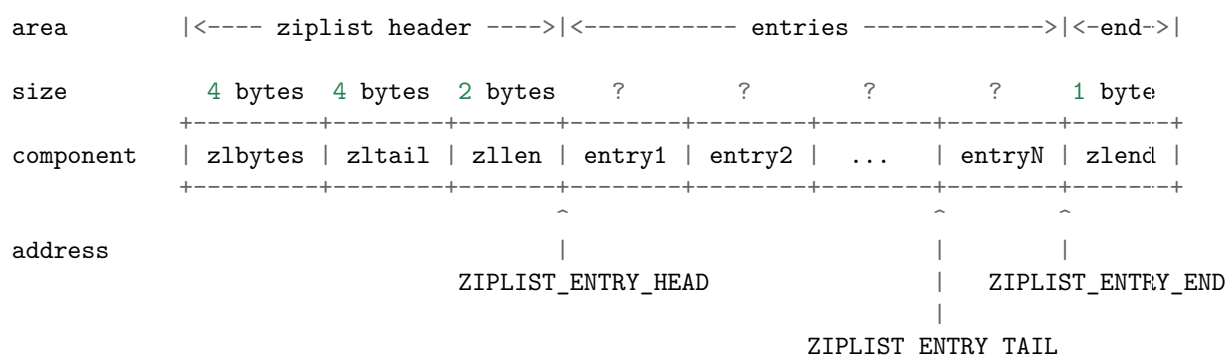 area          |<---- ziplist header ---->|<----------- entries ------------->|<-end->|
size            4 bytes  4 bytes  2 bytes    ?        ?        ?        ?     1 byte
              +---------+--------+-------+--------+--------+--------+--------+-------+
component     | zlbytes | zltail | zllen | entry1 | entry2 |  ...   | entryN | zlend |
              +---------+--------+-------+--------+--------+--------+--------+-------+
                                         ^                          ^        ^
address                                  |                          |        |
                                  ZIPLIST_ENTRY_HEAD                |   ZIPLIST_ENTRY_END
                                                                    |
                                                           ZIPLIST_ENTRY_TAIL